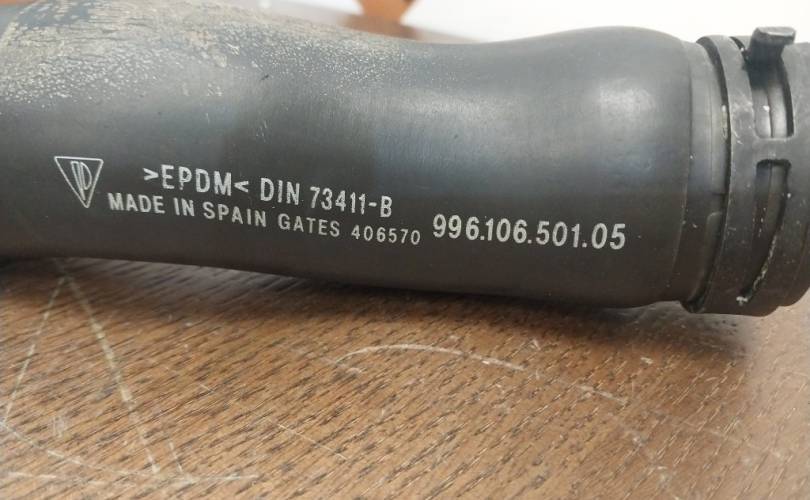 >EPDM< DIN 73411-B
MADE IN SPAIN GATES 406570 996.106.501.05